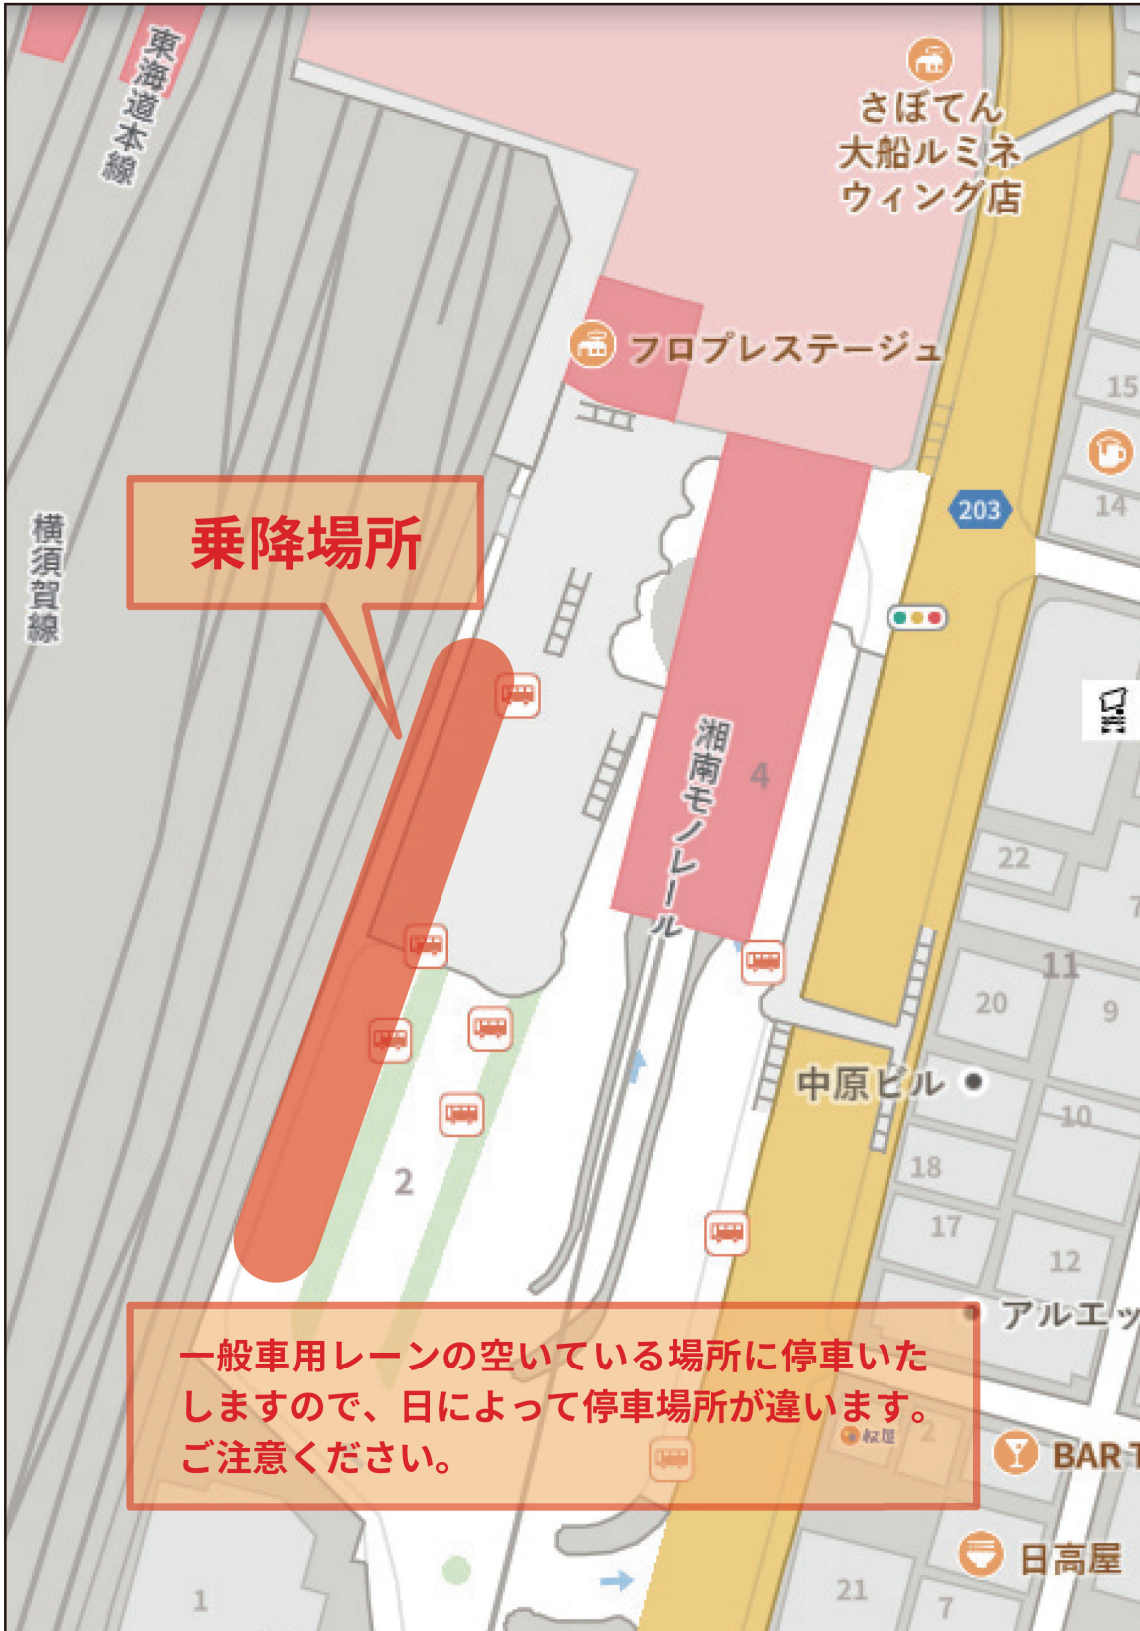 東海道本線
さぼてん
大船ルミネ
ウィング店
フロプレステージュ
15
14
203
乗降場所
横須賀線
湘南モノレール
4
22
7
11
20
9
中原ビル
10
18
2
17
12
アルエッ
一般車用レーンの空いている場所に停車いた
しますので、日によって停車場所が違います。
ご注意ください。
松屋
2
BAR T
日高屋
1
21
7